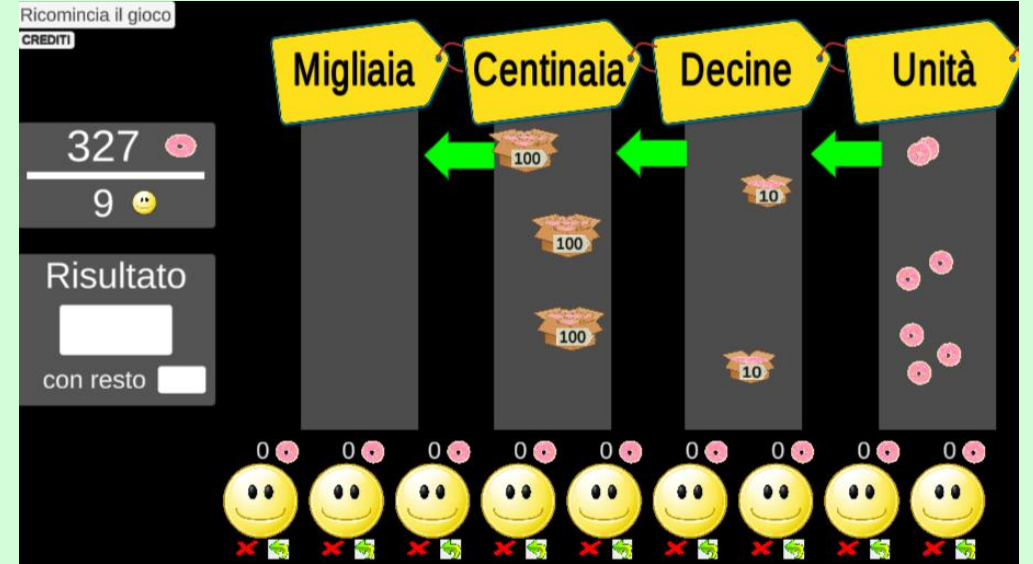 Ricomincia il gioco
CREDITI
Migliaia Centinaia Decine Unità
327
9
Risultato
con resto
100
10
100
100
10
0 0 0 0 0 0 0 0 0